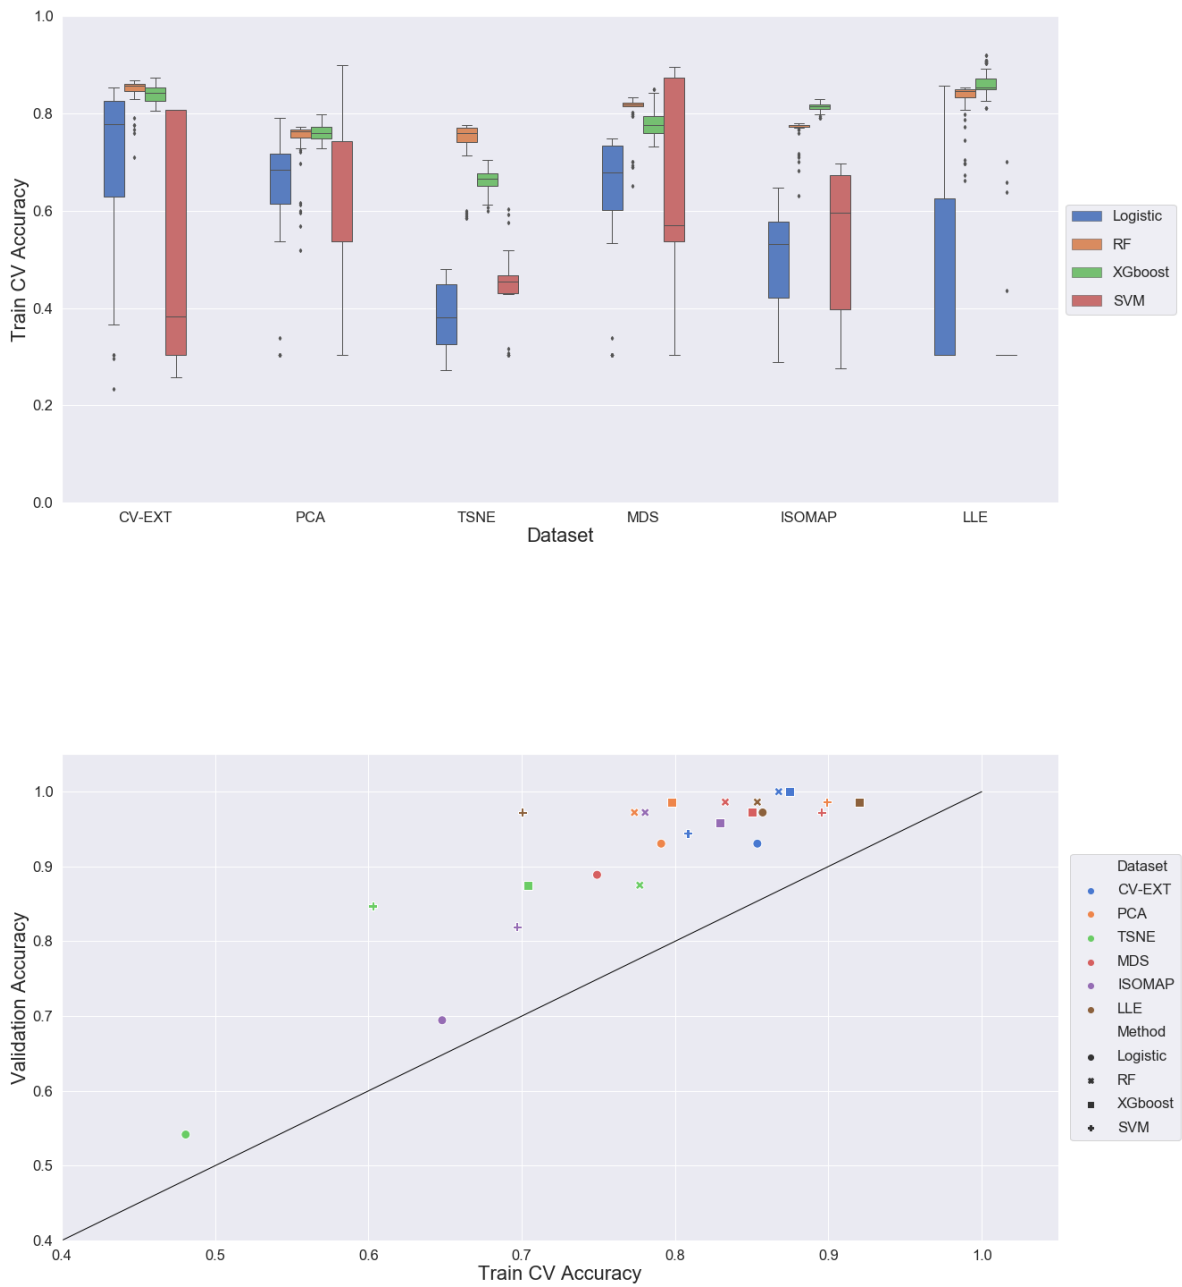 1.0
0.8
0.6
0.4
0.2
0.0
Train CV Accuracy
CV-EXT PCA TSNE MDS ISOMAP LLE
Dataset
Logistic
RF
XGboost
SVM
1.0
0.9
0.8
0.7
0.6
0.5
0.4
Validation Accuracy
0.4 0.5 0.6 0.7 0.8 0.9 1.0
Train CV Accuracy
Dataset
CV-EXT
PCA
TSNE
MDS
ISOMAP
LLE
Method
Logistic
RF
XGboost
SVM